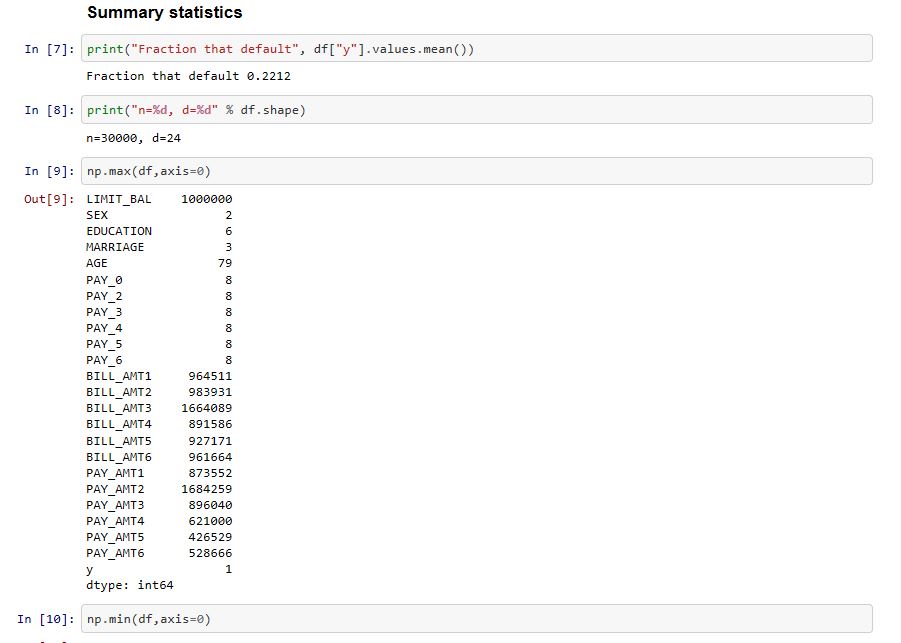 Summary statistics
In [7]: print("Fraction that default", df["y"].values.mean())
Fraction that default 0.2212
In [8]: print("n=%d, d=%d" % df.shape)
n=30000, d=24
In [9]: np.max(df,axis=0)
Out[9]: LIMIT_BAL 1000000
SEX 2
EDUCATION 6
MARRIAGE 3
AGE 79
PAY_0 8
PAY_2 8
PAY_3 8
PAY_4 8
PAY_5 8
PAY_6 8
BILL_AMT1 964511
BILL_AMT2 983931
BILL_AMT3 1664089
BILL_AMT4 891586
BILL_AMT5 927171
BILL_AMT6 961664
PAY_AMT1 873552
PAY_AMT2 1684259
PAY_AMT3 896040
PAY_AMT4 621000
PAY_AMT5 426529
PAY_AMT6 528666
y 1
dtype: int64
In [10]: np.min(df,axis=0)